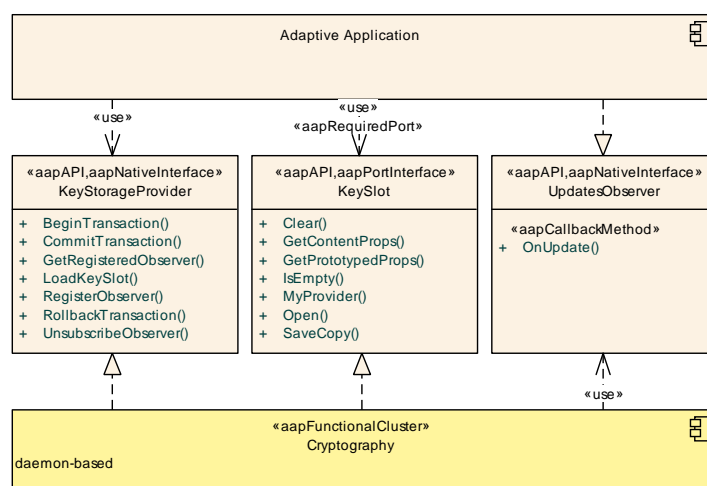 Adaptive Application
«use»
«use»
«aapRequiredPort»
«aapAPI,aapNativeInterface»
KeyStorageProvider
+ BeginTransaction()
+ CommitTransaction()
+ GetRegisteredObserver()
+ LoadKeySlot()
+ RegisterObserver()
+ RollbackTransaction()
+ UnsubscribeObserver()
«aapAPI,aapPortInterface»
KeySlot
+ Clear()
+ GetContentProps()
+ GetPrototypedProps()
+ IsEmpty()
+ MyProvider()
+ Open()
+ SaveCopy()
«aapAPI,aapNativeInterface»
UpdatesObserver
«aapCallbackMethod»
+ OnUpdate()
«use»
«aapFunctionalCluster»
Cryptography
daemon-based